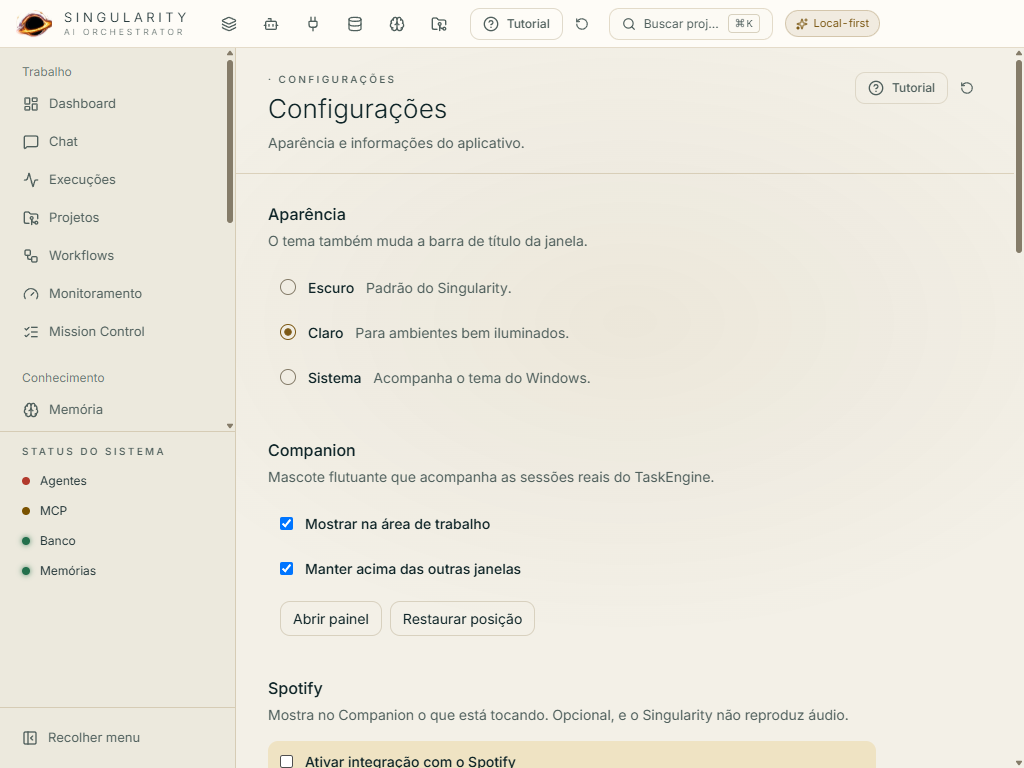 SINGULARITY
AI ORCHESTRATOR
Tutorial
Buscar proj...
⌘K
Local-first
Trabalho
Dashboard
Chat
Execuções
Projetos
Workflows
Monitoramento
Mission Control
Conhecimento
Memória
STATUS DO SISTEMA
Agentes
MCP
Banco
Memórias
Recolher menu
· CONFIGURAÇÕES
Configurações
Aparência e informações do aplicativo.
Tutorial
Aparência
O tema também muda a barra de título da janela.
Escuro Padrão do Singularity.
Claro Para ambientes bem iluminados.
Sistema Acompanha o tema do Windows.
Companion
Mascote flutuante que acompanha as sessões reais do TaskEngine.
Mostrar na área de trabalho
Manter acima das outras janelas
Abrir painel
Restaurar posição
Spotify
Mostra no Companion o que está tocando. Opcional, e o Singularity não reproduz áudio.
Ativar integração com o Spotify